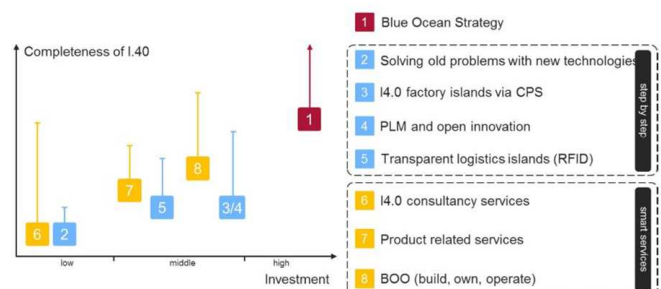 1 Blue Ocean Strategy
Completeness of I.40
2 Solving old problems with new technologies
3 I4.0 factory islands via CPS
4 PLM and open innovation
5 Transparent logistics islands (RFID)
step by step
1
8
7
5
3/4
6
2
low
middle
high
Investment
6 I4.0 consultancy services
7 Product related services
8 BOO (build, own, operate)
smart services